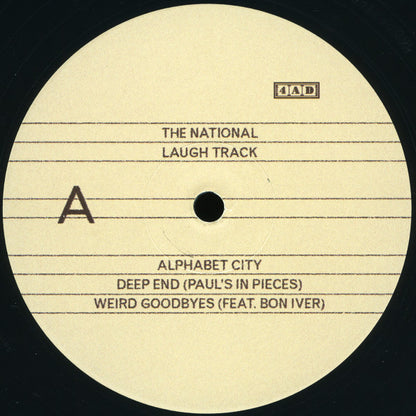 4AD
THE NATIONAL
LAUGH TRACK
A
ALPHABET CITY
DEEP END (PAUL'S IN PIECES)
WEIRD GOODBYES (FEAT. BON IVER)